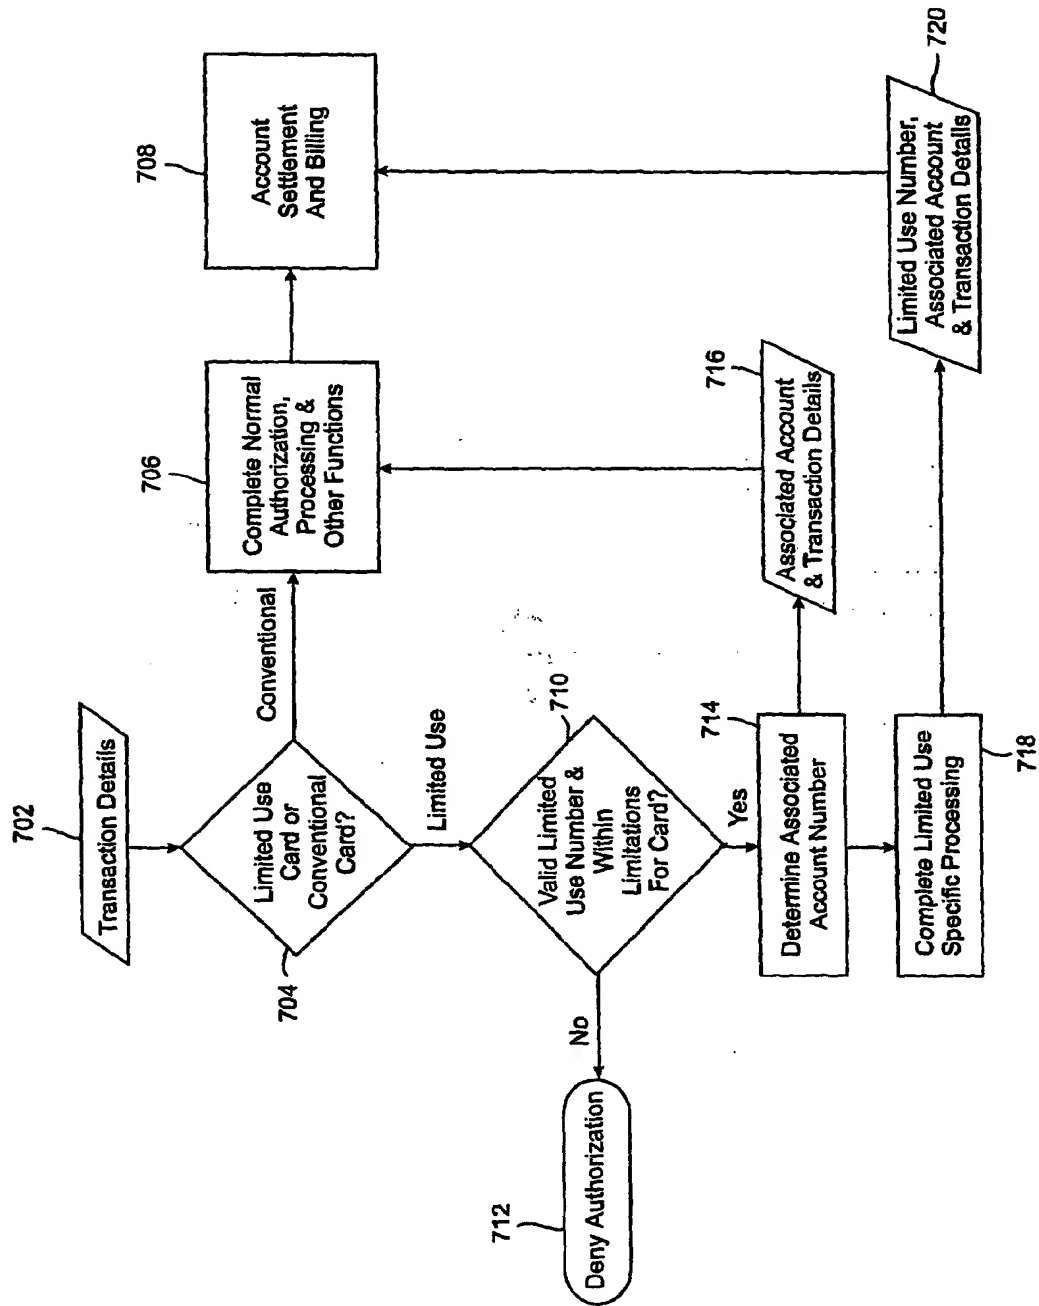 702
Transaction Details
Limited Use
Card or
Conventional
Card?
704
Conventional
Complete Normal
Authorization,
Processing &
Other Functions
706
Account
Settlement
And Billing
708
Limited Use
Valid Limited
Use Number &
Within
Limitations
For Card?
710
No
Deny Authorization
712
Yes
Determine Associated
Account Number
714
Associated Account
& Transaction Details
716
Complete Limited Use
Specific Processing
718
Limited Use Number,
Associated Account
& Transaction Details
720